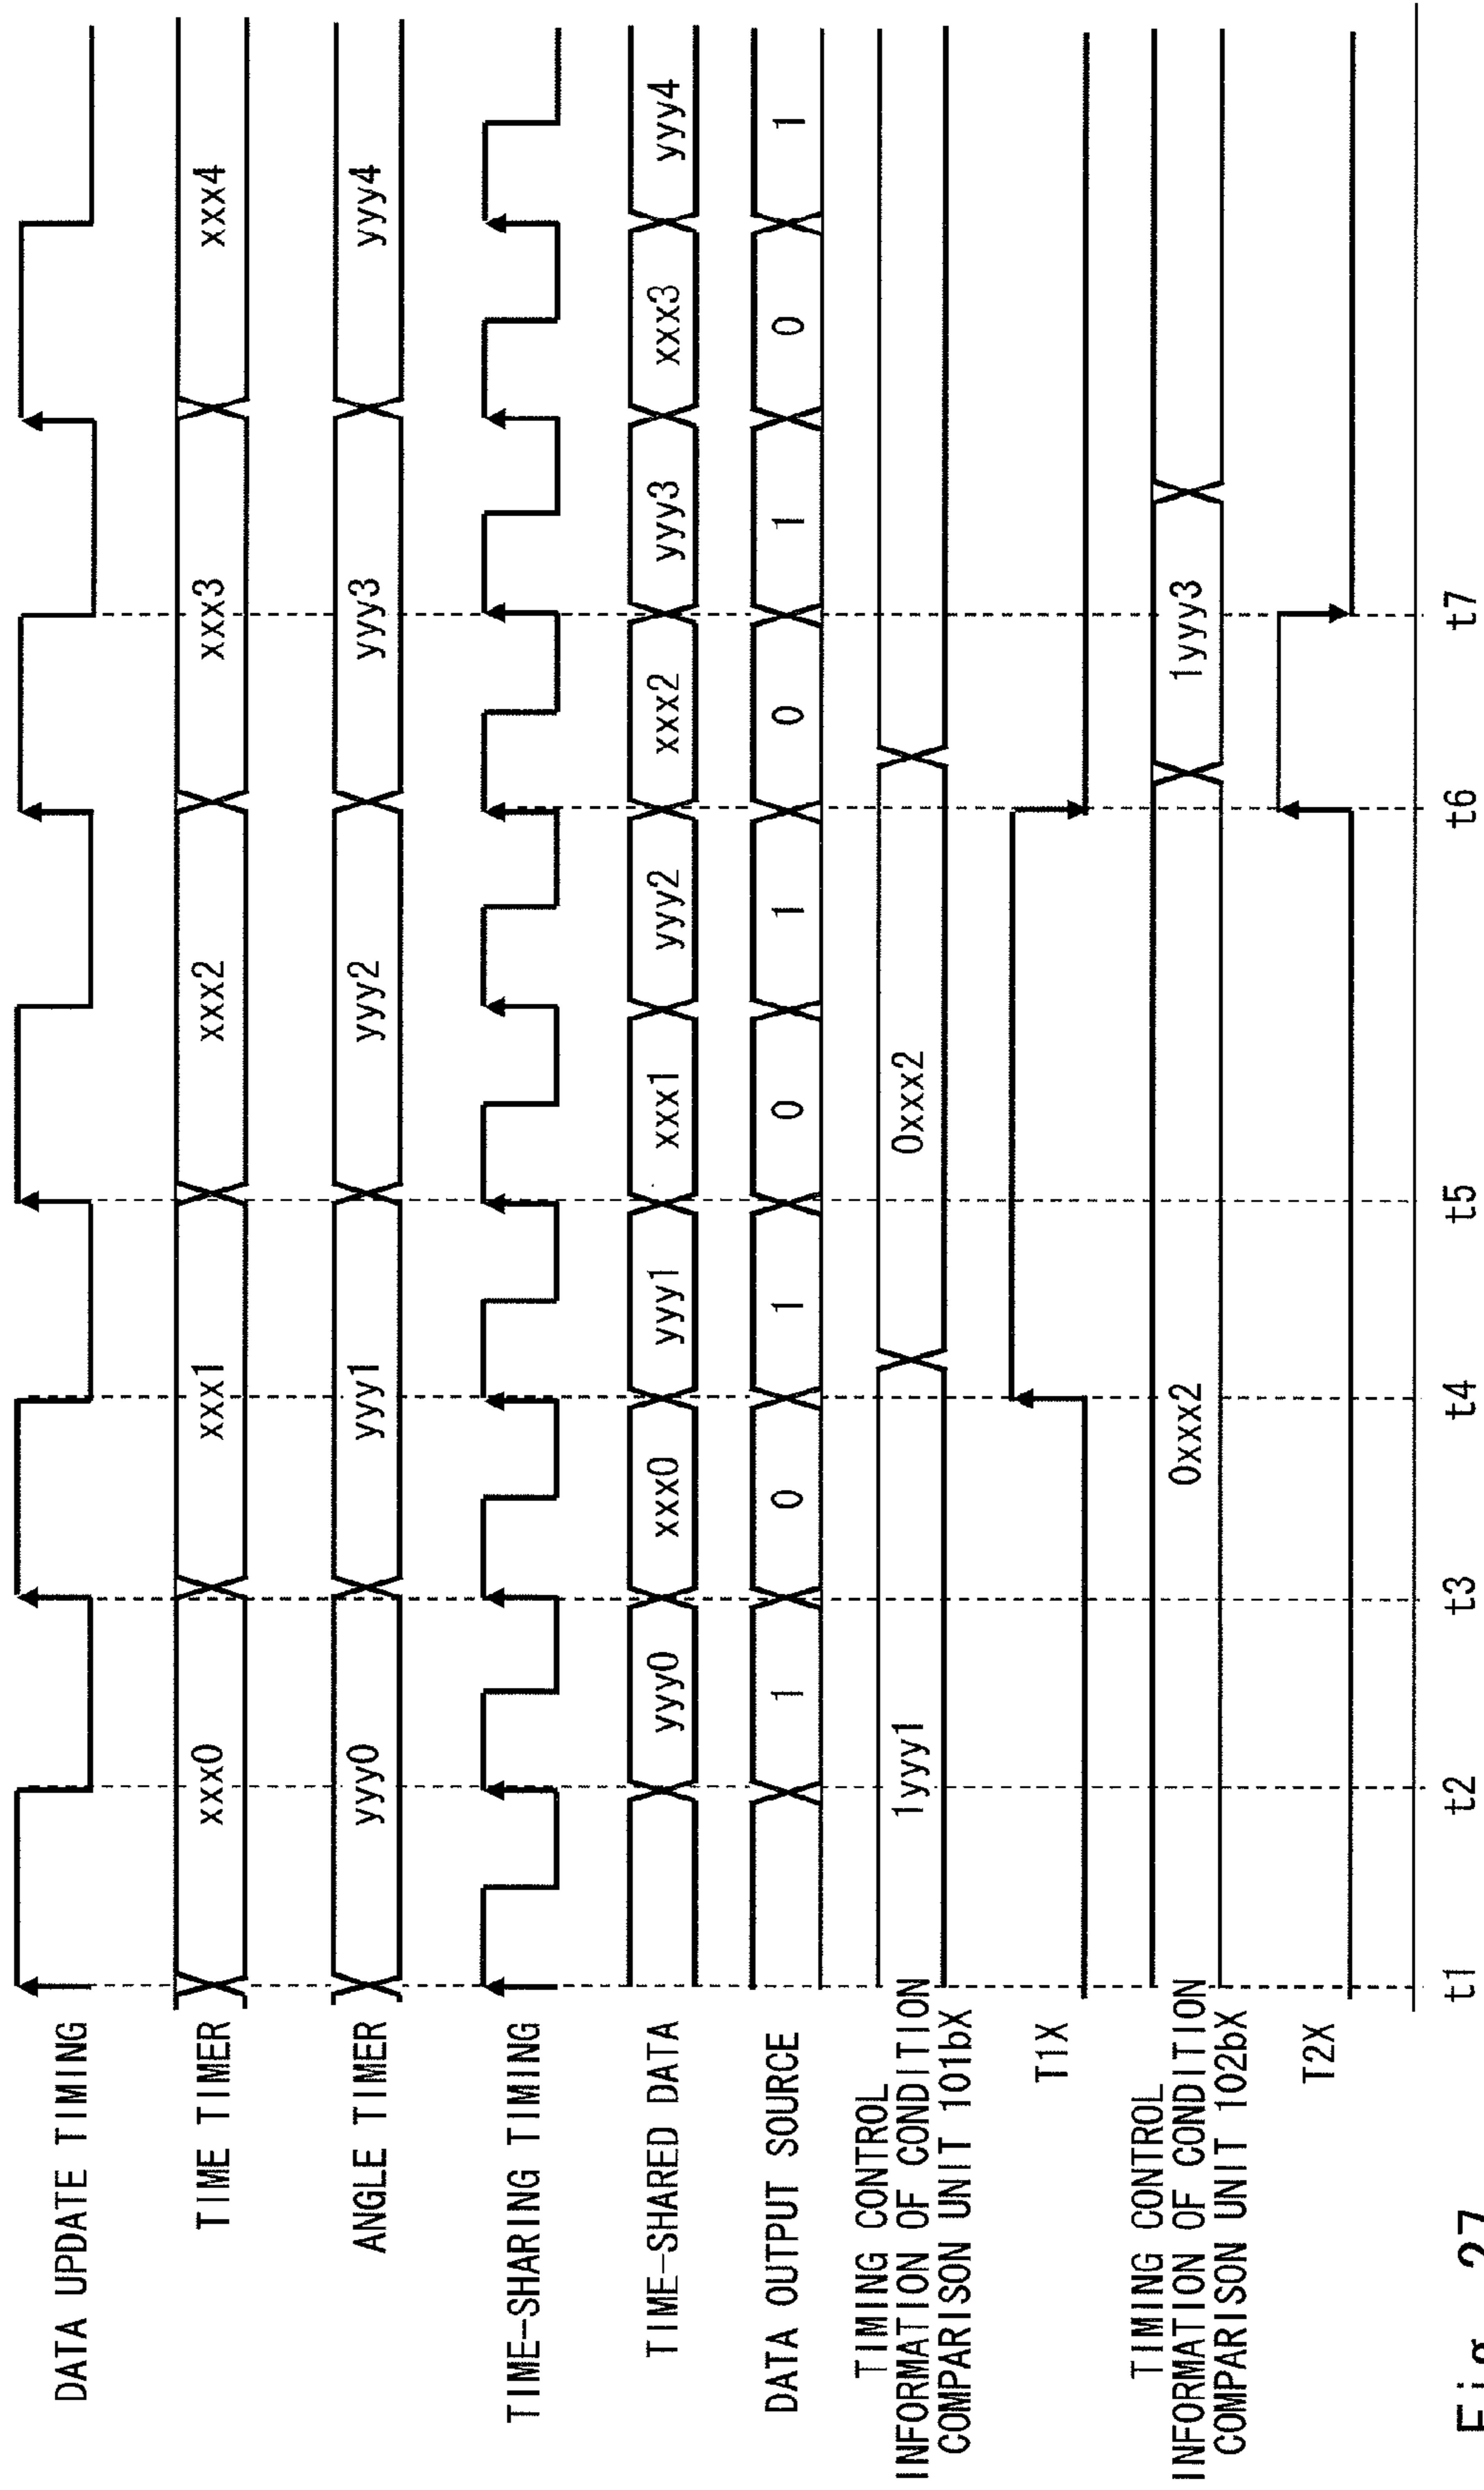 DATA UPDATE TIMING
TIME TIMER
xxx0 xxx1 xxx2 xxx3 xxx4
ANGLE TIMER
yyy0 yyy1 yyy2 yyy3 yyy4
TIME-SHARING TIMING
TIME-SHARED DATA
yyy0 xxx0 yyy1 xxx1 yyy2 xxx2 yyy3 xxx3 yyy4
DATA OUTPUT SOURCE
1 0 1 0 1 0 1 0 1
TIMING CONTROL
INFORMATION OF CONDITION
COMPARISON UNIT 101bX
1yyy1 0xxx2
T1X
TIMING CONTROL
INFORMATION OF CONDITION
COMPARISON UNIT 102bX
0xxx2 1yyy3
T2X
t1 t2 t3 t4 t5 t6 t7
Fig. 27